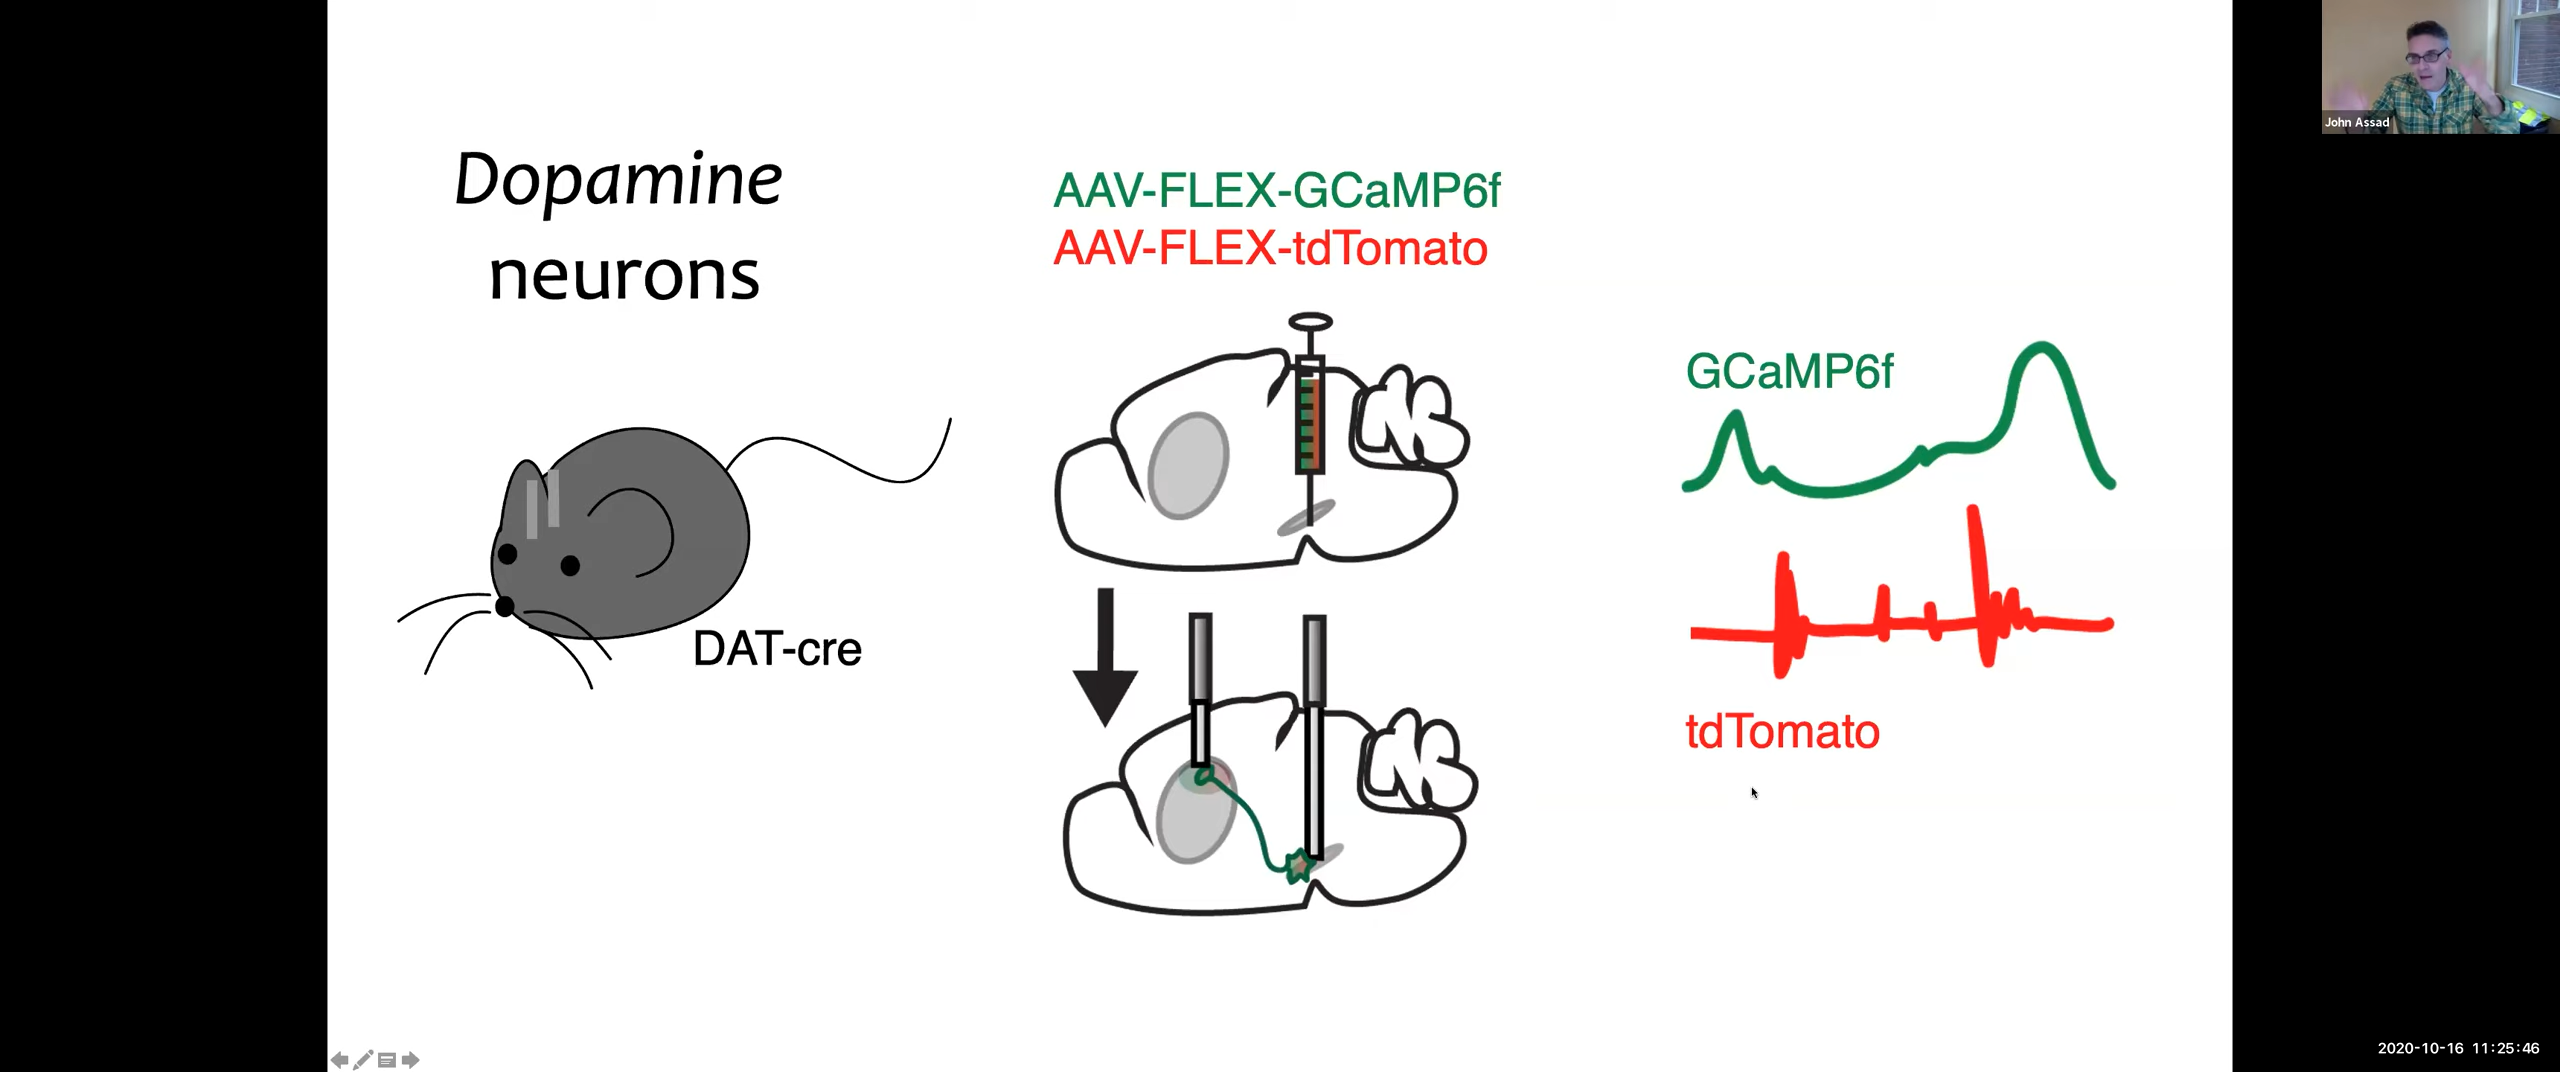 Dopamine
neurons
DAT-cre
AAV-FLEX-GCaMP6f
AAV-FLEX-tdTomato
GCaMP6f
tdTomato
John Assad
2020-10-16 11:25:46